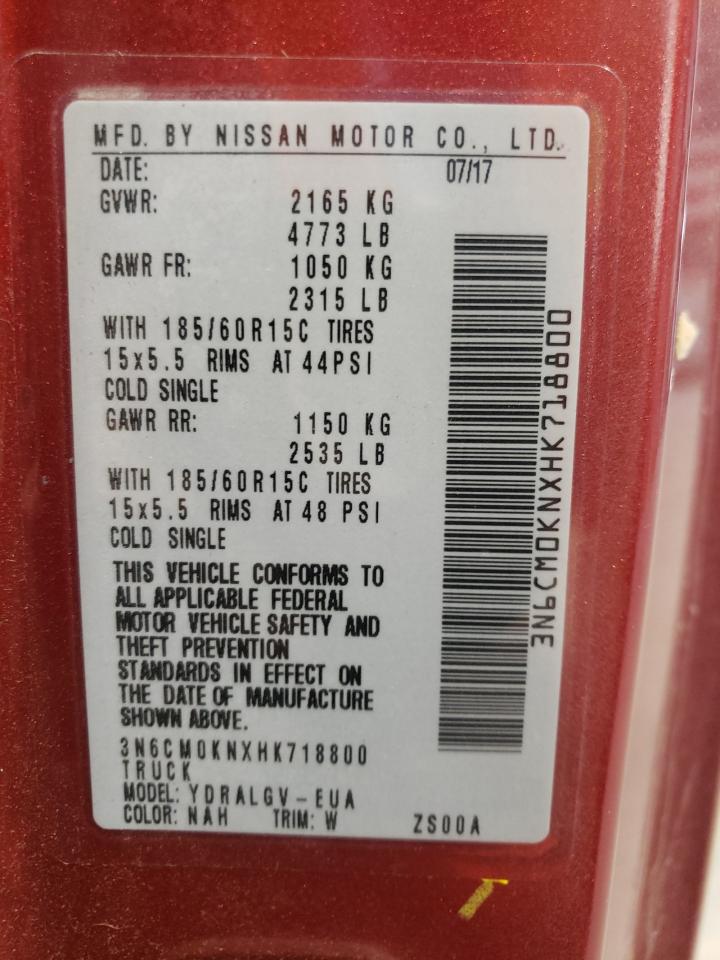 MFD. BY NISSAN MOTOR CO., LTD.
DATE: 07/17
GVWR: 2165 KG
4773 LB
GAWR FR: 1050 KG
2315 LB
WITH 185/60R15C TIRES
15x5.5 RIMS AT 44PSI
COLD SINGLE
GAWR RR: 1150 KG
2535 LB
WITH 185/60R15C TIRES
15x5.5 RIMS AT 48 PSI
COLD SINGLE
THIS VEHICLE CONFORMS TO
ALL APPLICABLE FEDERAL
MOTOR VEHICLE SAFETY AND
THEFT PREVENTION
STANDARDS IN EFFECT ON
THE DATE OF MANUFACTURE
SHOWN ABOVE.
3N6CM0KNXHK718800
TRUCK
MODEL: YDRALGV-EUA
COLOR: NAH TRIM: W ZS00A
3N6CM0KNXHK718800